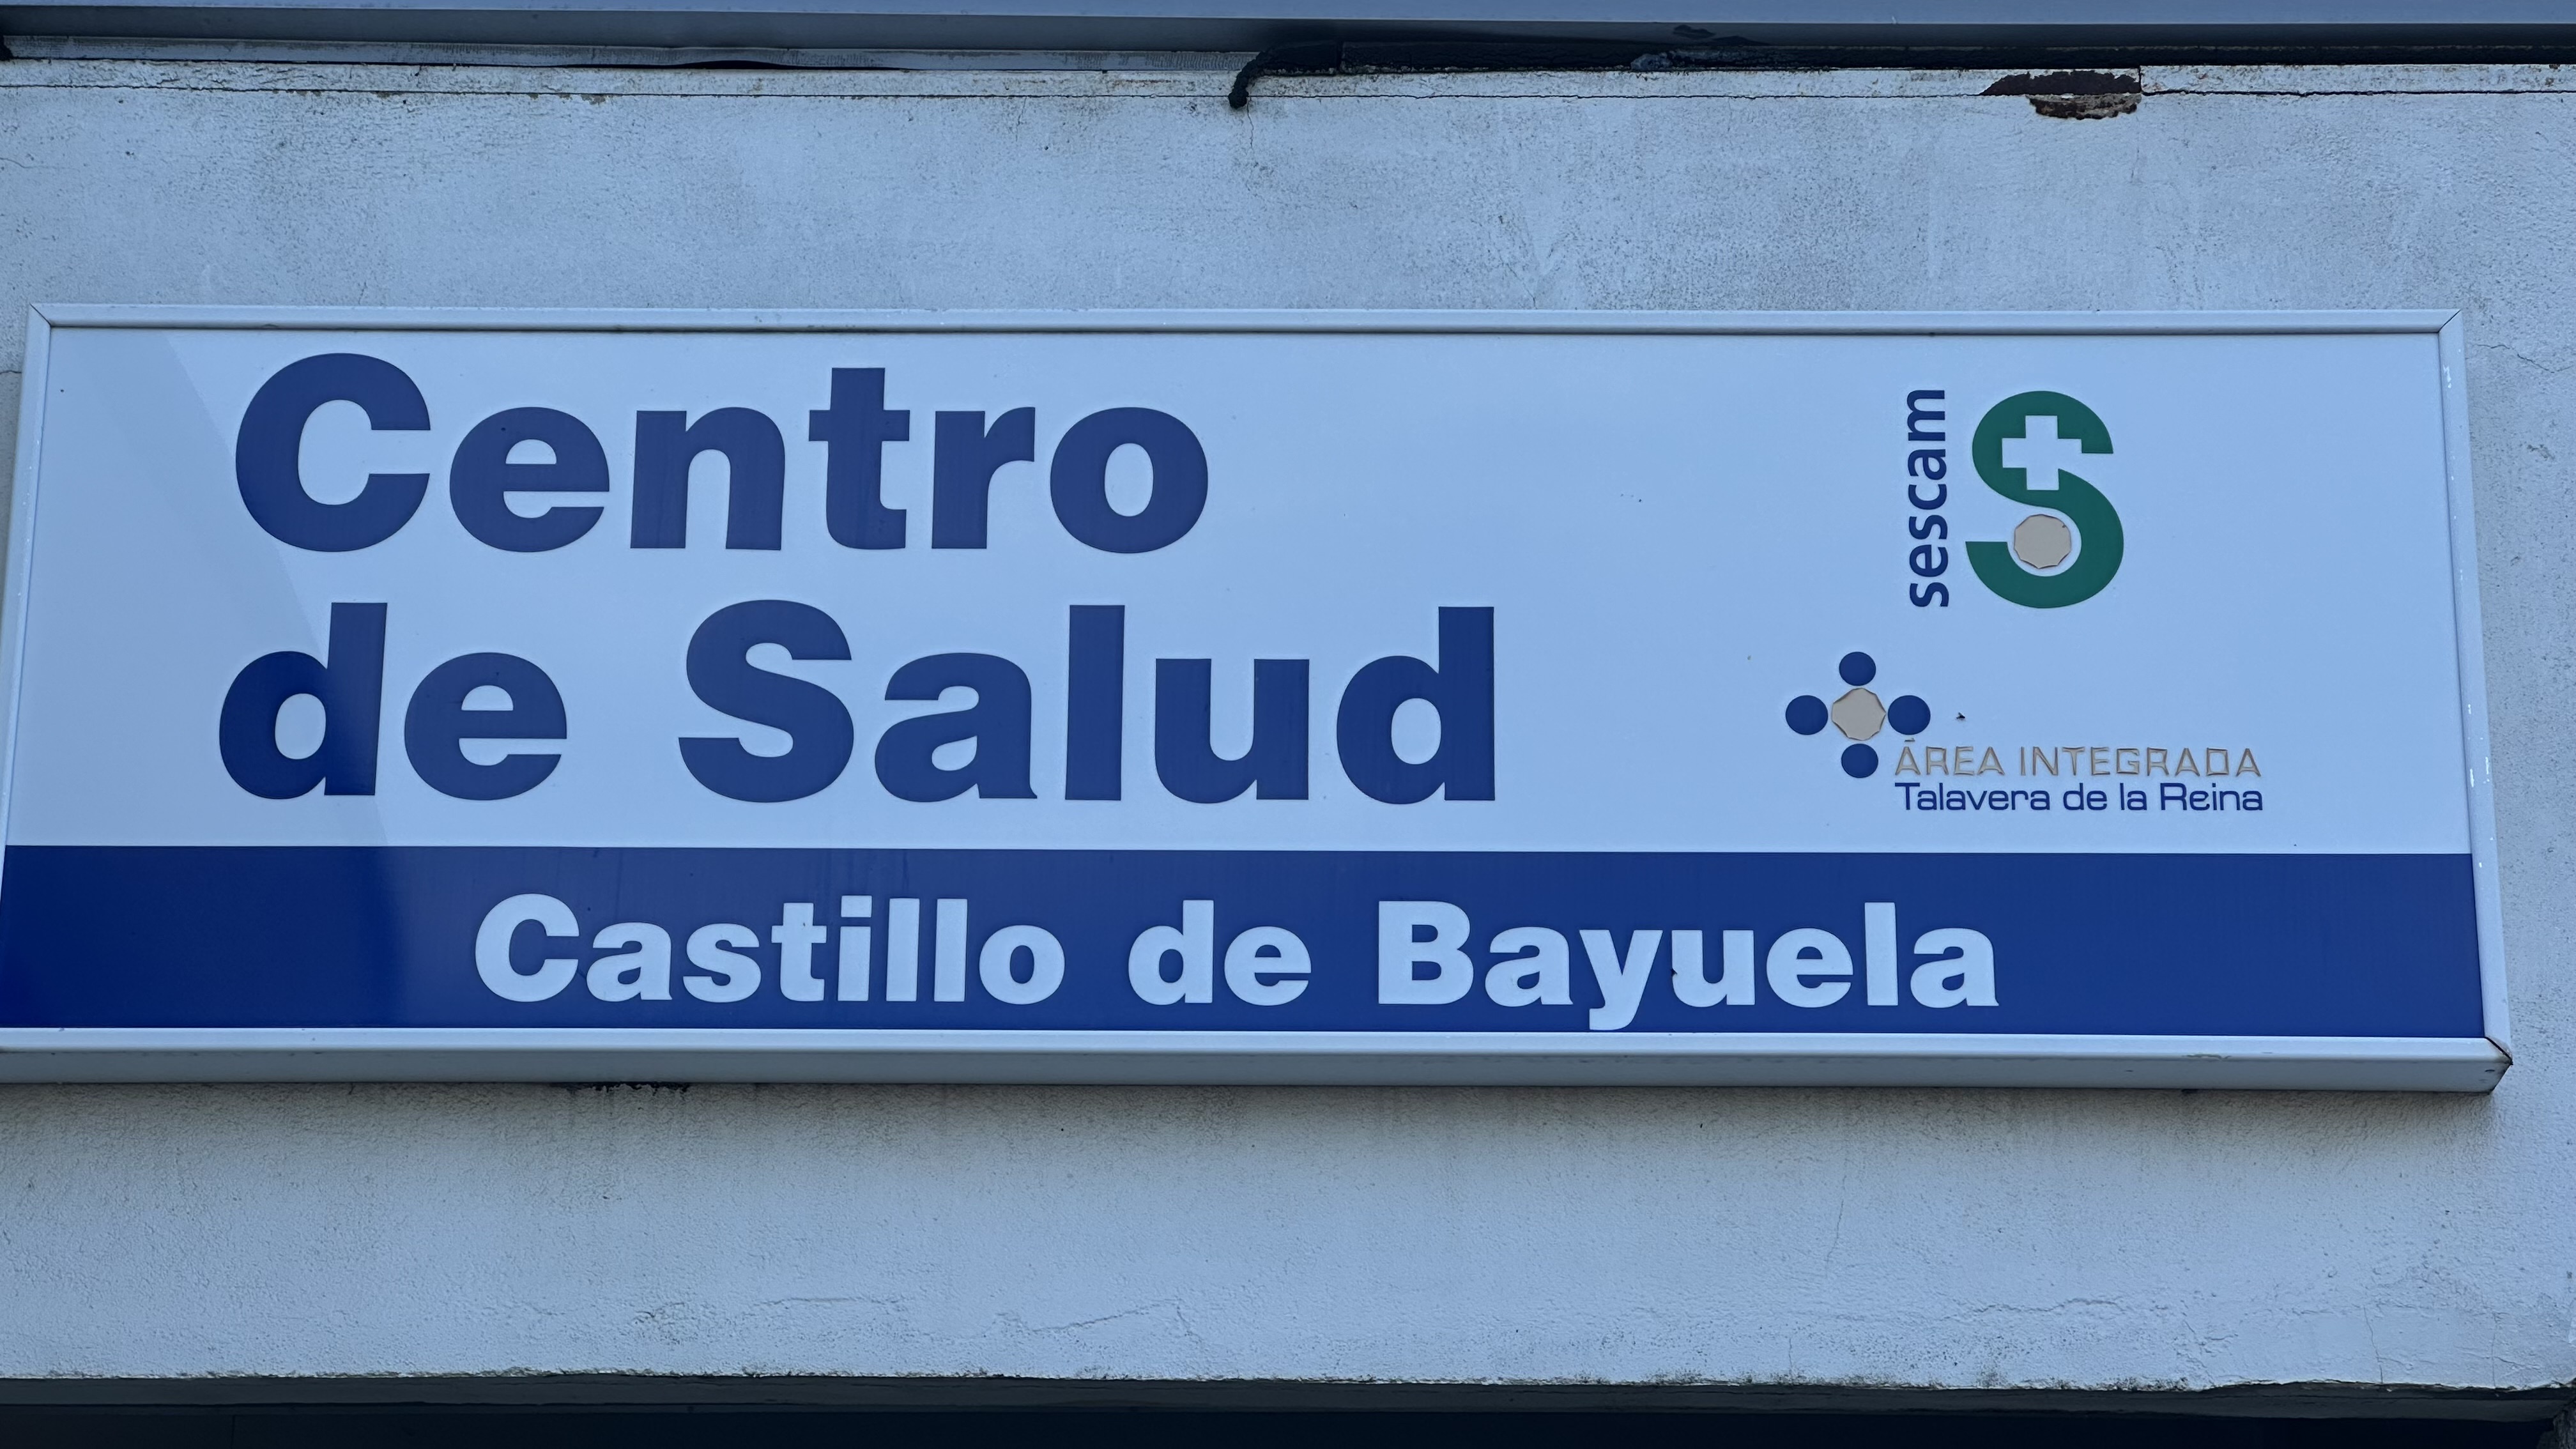 Centro
de Salud
sescam
ÁREA INTEGRADA
Talavera de la Reina
Castillo de Bayuela